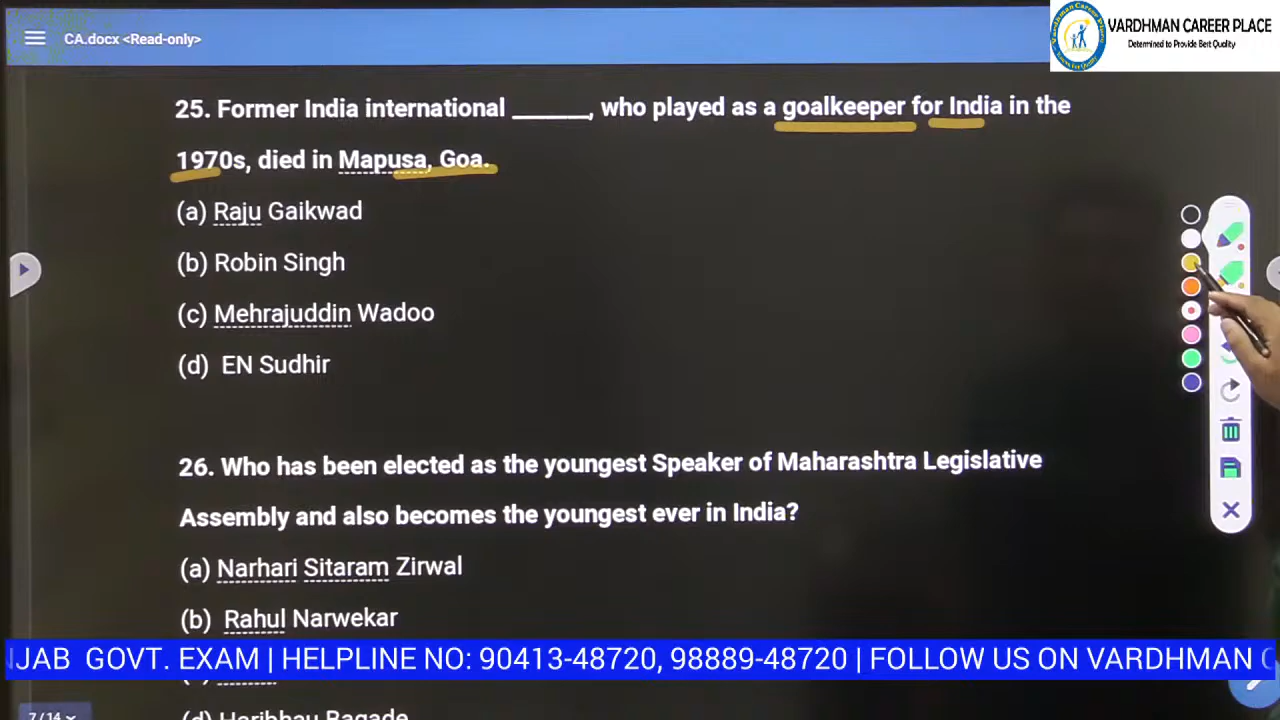 CA.docx <Read-only>
VARDHMAN CAREER PLACE
Determined to Provide Bert Quality
25. Former India international ______, who played as a goalkeeper for India in the
1970s, died in Mapusa, Goa.
(a) Raju Gaikwad
(b) Robin Singh
(c) Mehrajuddin Wadoo
(d) EN Sudhir
26. Who has been elected as the youngest Speaker of Maharashtra Legislative
Assembly and also becomes the youngest ever in India?
(a) Narhari Sitaram Zirwal
(b) Rahul Narwekar
NJAB GOVT. EXAM | HELPLINE NO: 90413-48720, 98889-48720 | FOLLOW US ON VARDHMAN C
(d) Haribhau Bagade
7/14